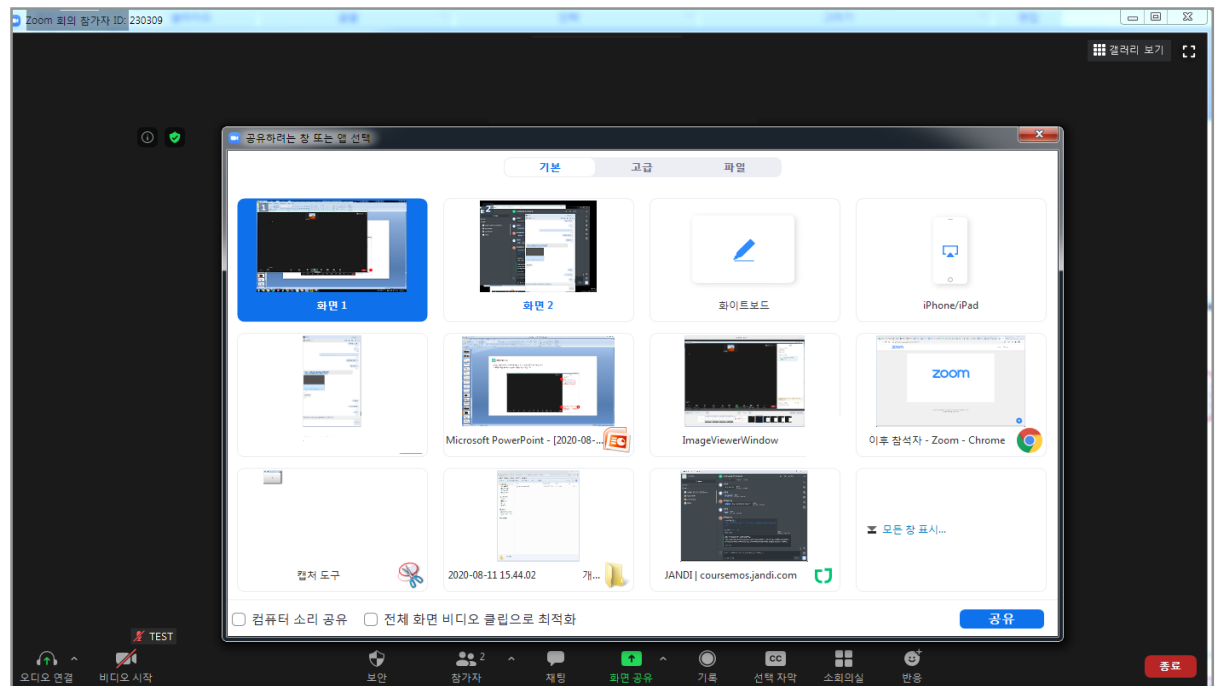 Zoom 회의 참가자 ID: 230309
갤러리 보기
공유하려는 창 또는 앱 선택
기본 고급 파일
화면 1
화면 2
화이트보드
iPhone/iPad
Microsoft PowerPoint - [2020-08-...
ImageViewerWindow
zoom
이후 참석자 - Zoom - Chrome
캡처 도구
2020-08-11 15.44.02 개...
JANDI | coursemos.jandi.com
모든 창 표시...
컴퓨터 소리 공유 전체 화면 비디오 클립으로 최적화
공유
TEST
오디오 연결 비디오 시작 보안 참가자 2 채팅 화면 공유 기록 CC 선택 자막 소회의실 반응 종료